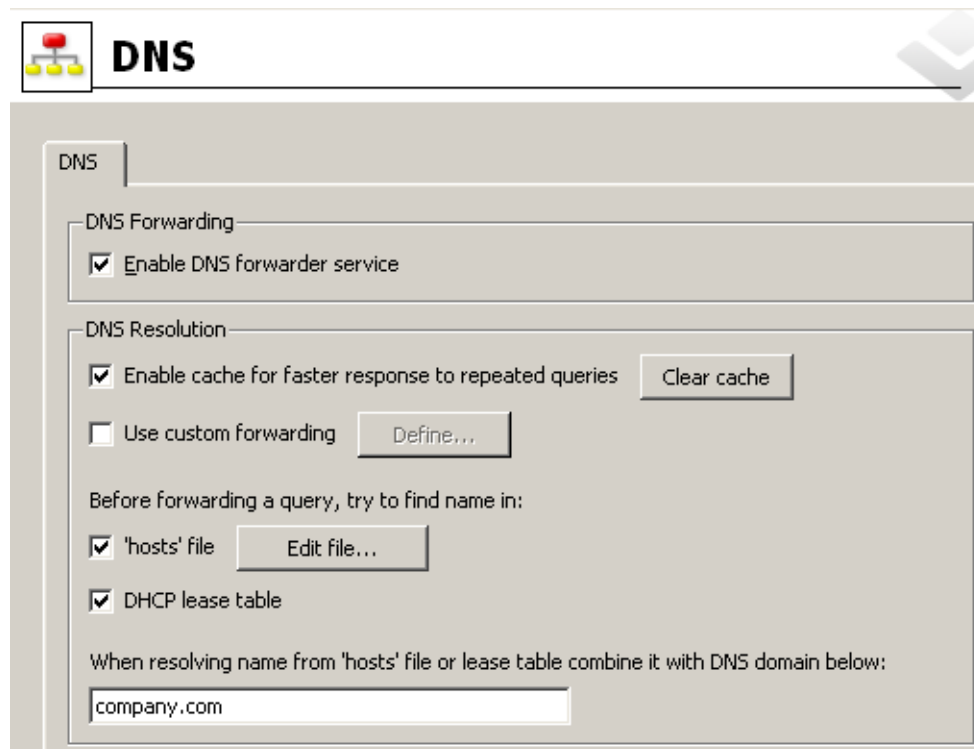 DNS
DNS
DNS Forwarding
Enable DNS forwarder service
DNS Resolution
Enable cache for faster response to repeated queries Clear cache
Use custom forwarding Define...
Before forwarding a query, try to find name in:
'hosts' file Edit file...
DHCP lease table
When resolving name from 'hosts' file or lease table combine it with DNS domain below:
company.com